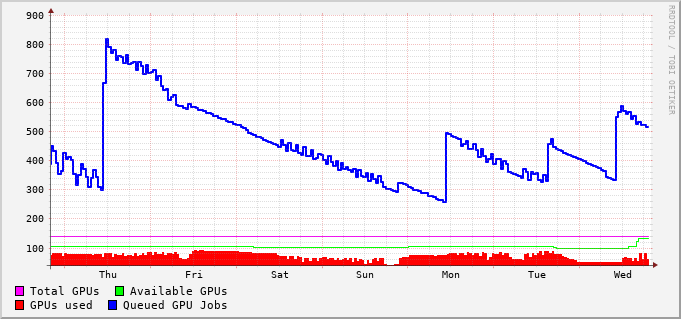 900
800
700
600
500
400
300
200
100
Thu Fri Sat Sun Mon Tue Wed
Total GPUs Available GPUs
GPUs used Queued GPU Jobs
RRDTOOL / TOBI OETIKER